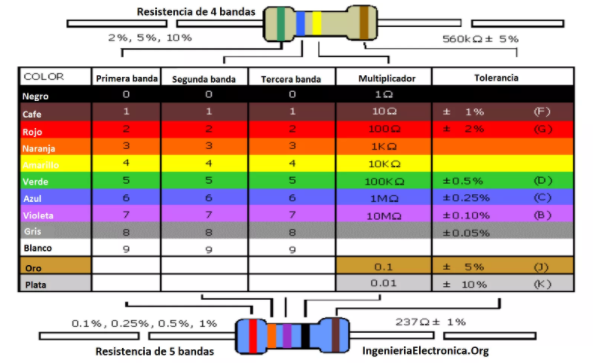 Resistencia de 4 bandas
2%, 5%, 10%
560kΩ ± 5%
COLOR Primera banda Segunda banda Tercera banda Multiplicador Tolerancia
Negro 0 0 0 1Ω
Cafe 1 1 1 10Ω ± 1% (F)
Rojo 2 2 2 100Ω ± 2% (G)
Naranja 3 3 3 1KΩ
Amarillo 4 4 4 10KΩ
Verde 5 5 5 100KΩ ±0.5% (D)
Azul 6 6 6 1MΩ ±0.25% (C)
Violeta 7 7 7 10MΩ ±0.10% (B)
Gris 8 8 8 ±0.05%
Blanco 9 9 9
Oro 0.1 ± 5% (J)
Plata 0.01 ± 10% (K)
0.1%, 0.25%, 0.5%, 1%
237Ω ± 1%
Resistencia de 5 bandas
IngenieriaElectronica.Org